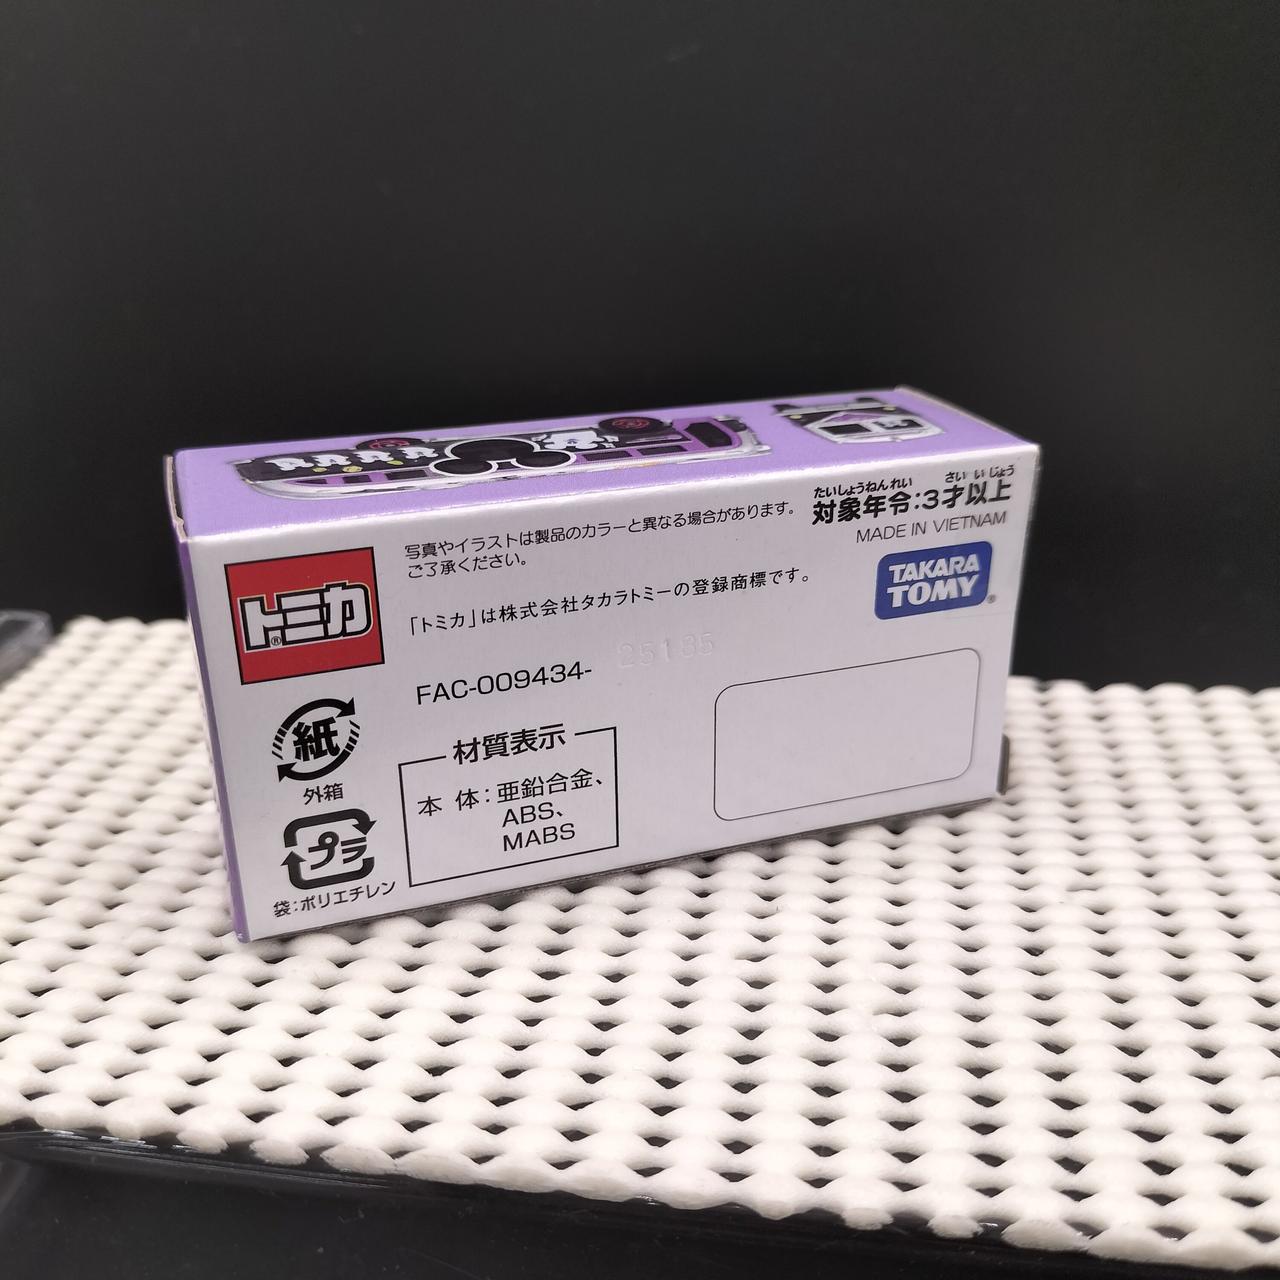 たいしょうねんれい さい いじょう
対象年令:3才以上
MADE IN VIETNAM
写真やイラストは製品のカラーと異なる場合があります。
ご了承ください。
トミカ®
TAKARA
TOMY®
「トミカ」は株式会社タカラトミーの登録商標です。
FAC-009434- 25185
紙
外箱
材質表示
本 体:亜鉛合金、
ABS、
MABS
プラ
袋:ポリエチレン